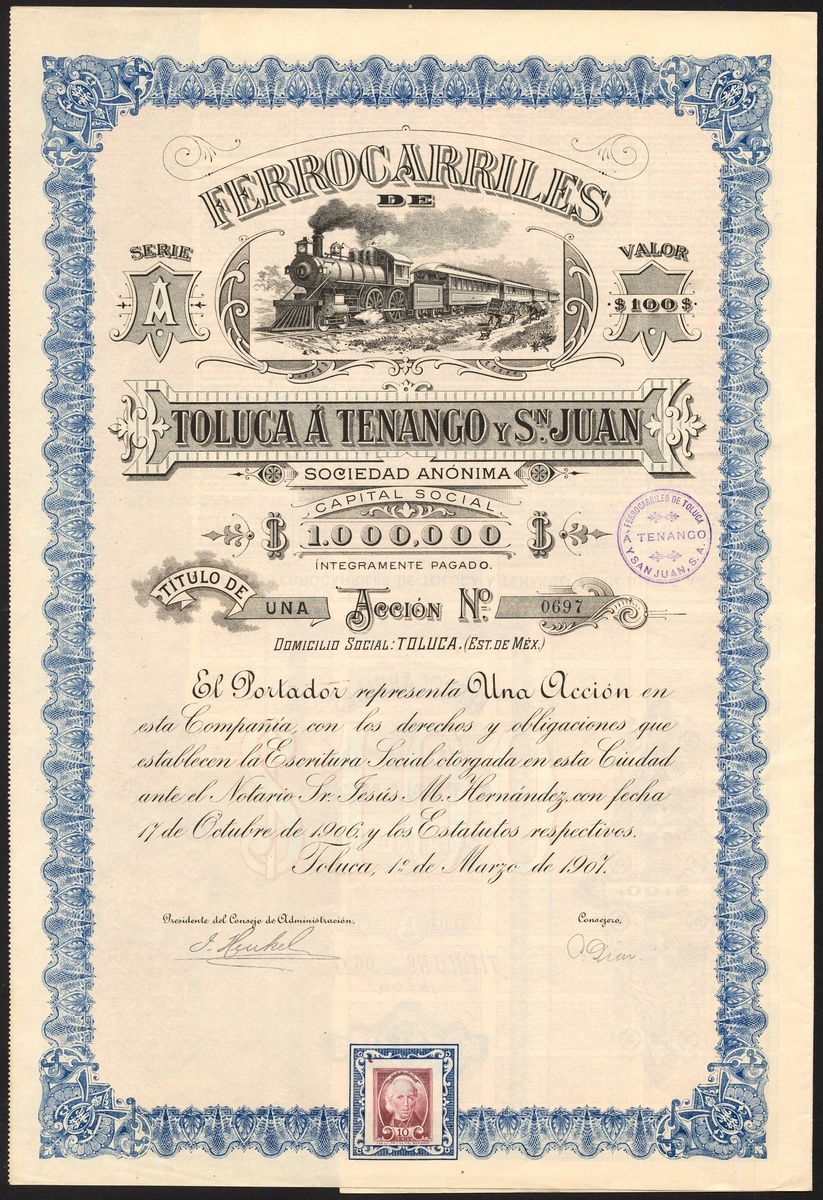 FERROCARRILES
DE
SERIE
A
VALOR
$100$
TOLUCA Á TENANGO Y SN. JUAN
SOCIEDAD ANÓNIMA
CAPITAL SOCIAL
$ 1.000,000 $
ÍNTEGRAMENTE PAGADO.
FERROCARRILES DE TOLUCA
A TENANGO
Y SAN JUAN, S. A.
TÍTULO DE UNA ACCIÓN No. 0697
DOMICILIO SOCIAL: TOLUCA. (EST. DE MÉX.)
El Portador representa Una Acción en
esta Compañía, con los derechos y obligaciones que
establecen la Escritura Social otorgada en esta Ciudad
ante el Notario Sr. Jesús M. Hernández, con fecha
17 de Octubre de 1906, y los Estatutos respectivos.
Toluca, 1o. de Marzo de 1907.
Presidente del Consejo de Administración,
Consejero,
10